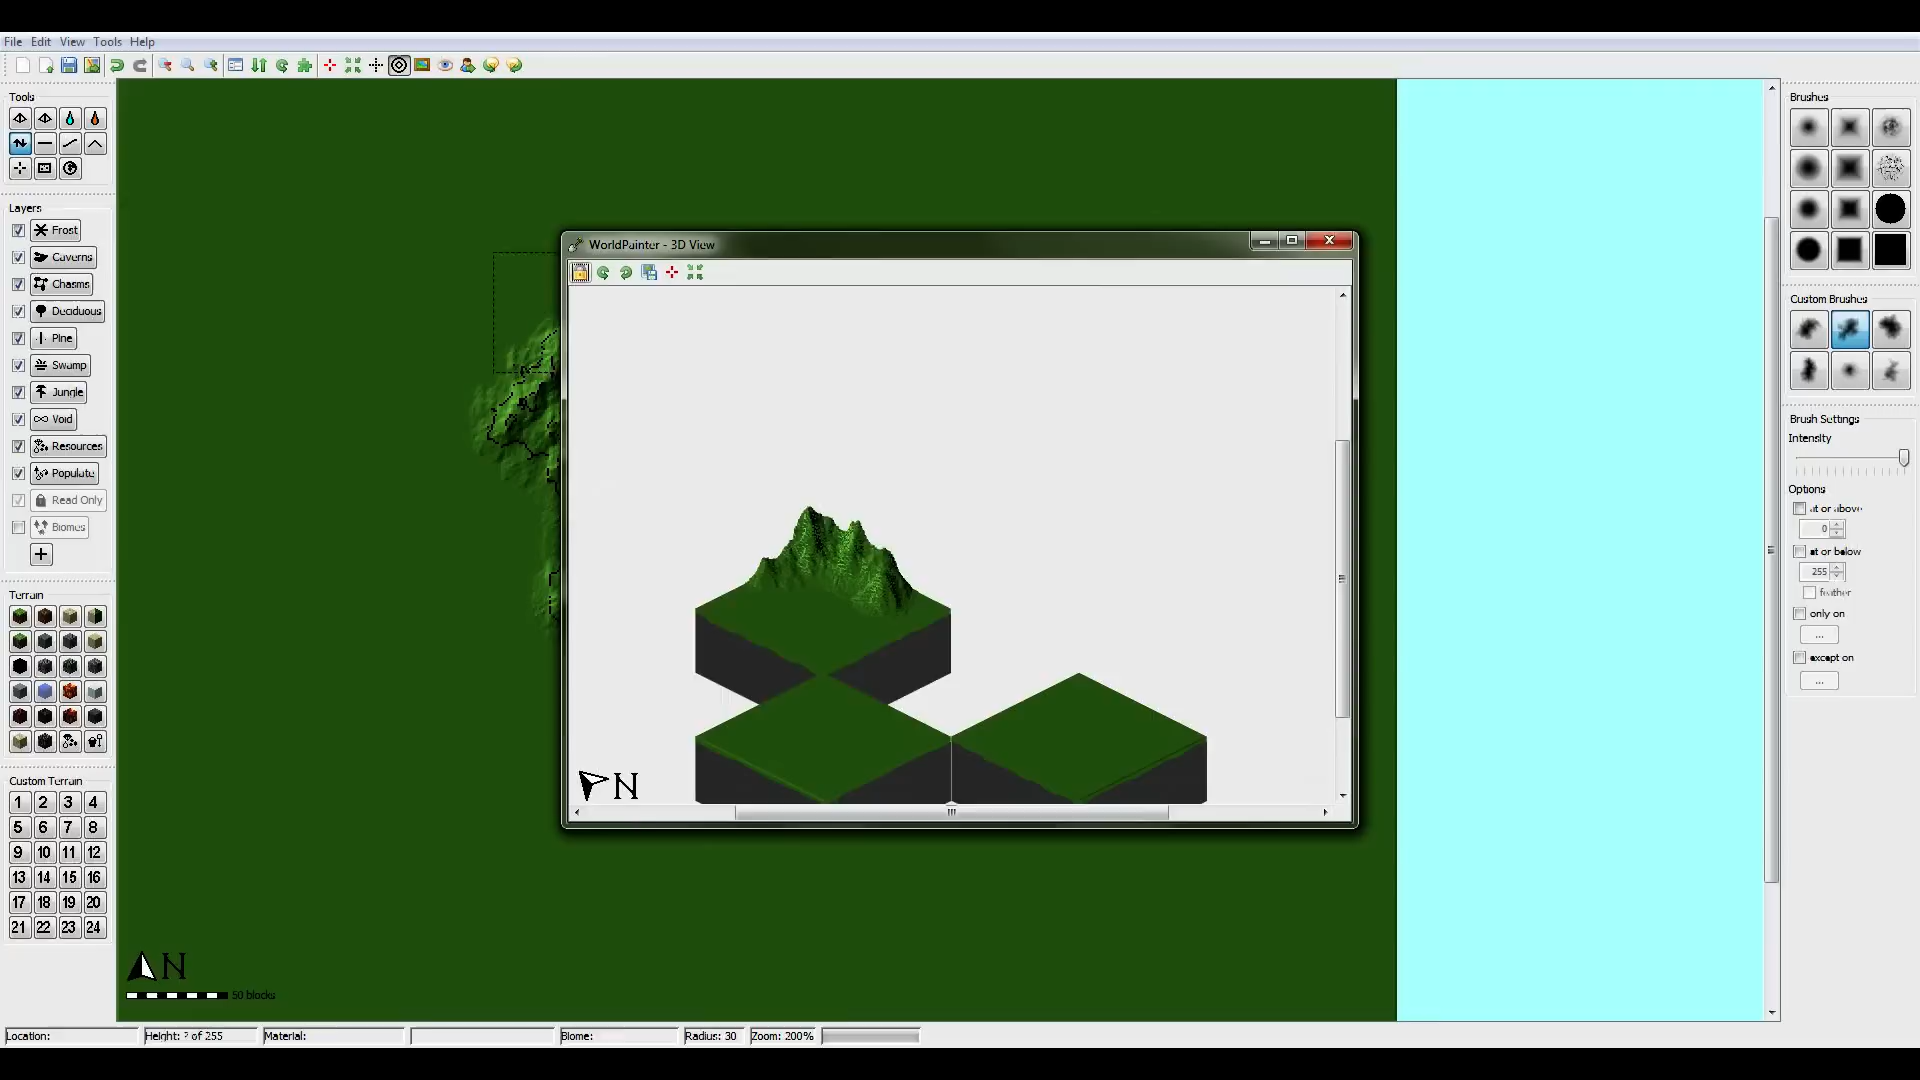 File Edit View Tools Help
Tools
Layers
Frost
Caverns
Chasms
Deciduous
Pine
Swamp
Jungle
Void
Resources
Populate
Read Only
Biomes
Terrain
Custom Terrain
1 2 3 4
5 6 7 8
9 10 11 12
13 14 15 16
17 18 19 20
21 22 23 24
N
50 blocks
WorldPainter - 3D View
N
Brushes
Custom Brushes
Brush Settings
Intensity
Options
at or above
0
at or below
255
feather
only on
...
except on
...
Location: Height: ? of 255 Material: Biome: Radius: 30 Zoom: 200%